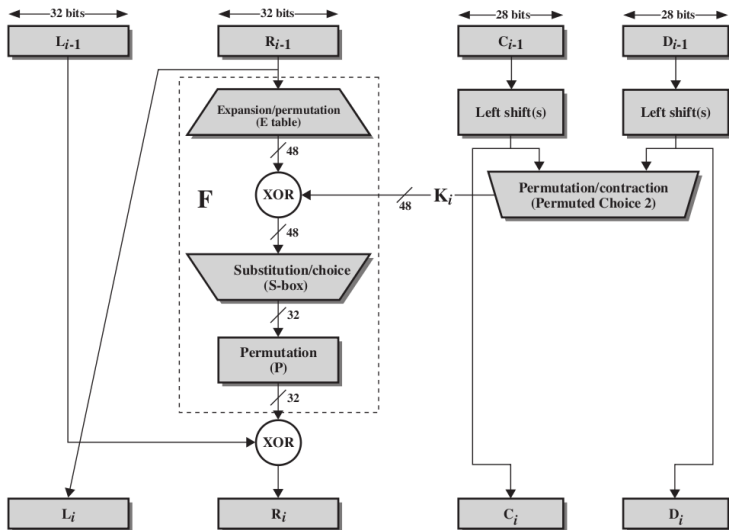 32 bits
32 bits
28 bits
28 bits
Li-1
Ri-1
Ci-1
Di-1
Expansion/permutation
(E table)
Left shift(s)
Left shift(s)
48
F
XOR
48
Ki
Permutation/contraction
(Permuted Choice 2)
48
Substitution/choice
(S-box)
32
Permutation
(P)
32
XOR
Li
Ri
Ci
Di